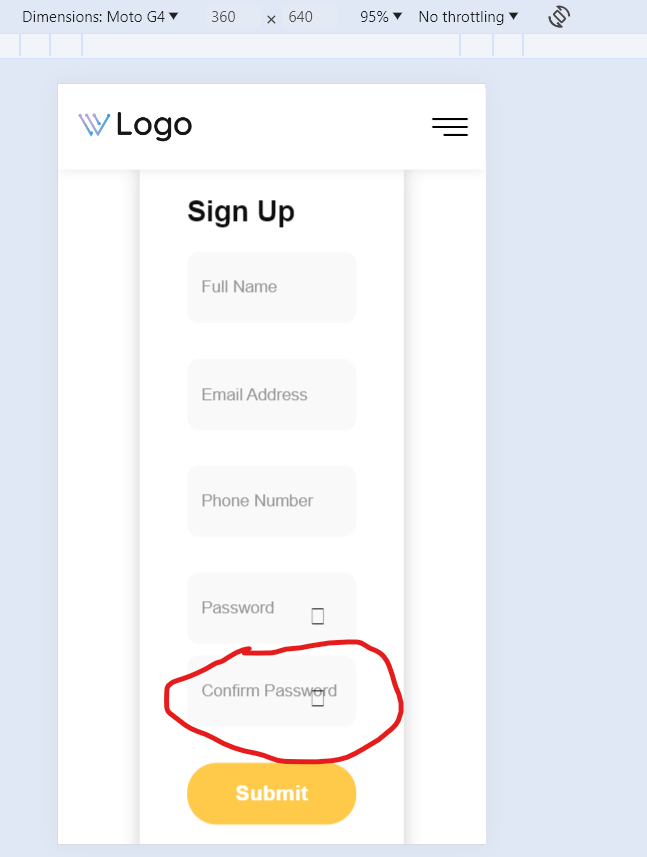 Dimensions: Moto G4 ▼ 360 × 640 95% ▼ No throttling ▼
Logo
Sign Up
Full Name
Email Address
Phone Number
Password
Confirm Password
Submit